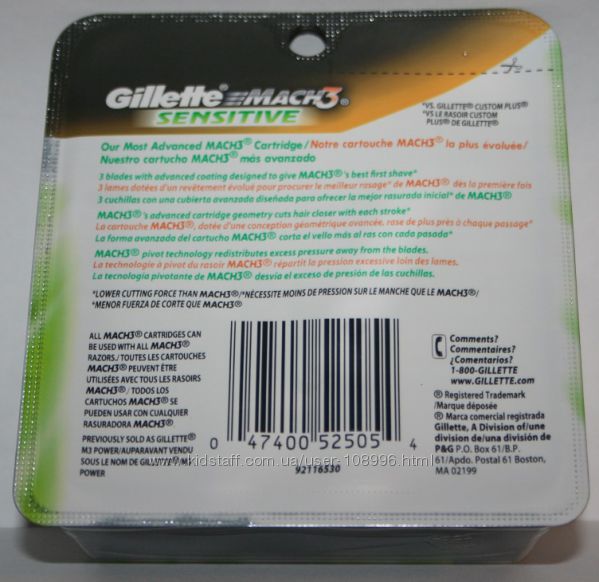 Gillette® MACH3®
SENSITIVE
*VS. GILLETTE® CUSTOM PLUS®
*VS LE RASOIR CUSTOM
PLUS® DE GILLETTE®
Our Most Advanced MACH3® Cartridge/Notre cartouche MACH3® la plus évoluée/
Nuestro cartucho MACH3® más avanzado
3 blades with advanced coating designed to give MACH3®'s best first shave*
3 lames dotées d'un revêtement évolué pour procurer le meilleur rasage* de MACH3® dès la première fois
3 cuchillas con una cubierta avanzada diseñada para ofrecer la mejor rasurada inicial* de MACH3®
MACH3®'s advanced cartridge geometry cuts hair closer with each stroke*
La cartouche MACH3®, dotée d'une conception géométrique avancée, rase de plus près à chaque passage*
La forma avanzada del cartucho MACH3® corta el vello más al ras con cada pasada*
MACH3® pivot technology redistributes excess pressure away from the blades.
La technologie à pivot du rasoir MACH3® répartit la pression excessive loin des lames.
La tecnología pivotante de MACH3® desvía el exceso de presión de las cuchillas.
*LOWER CUTTING FORCE THAN MACH3®/*NÉCESSITE MOINS DE PRESSION SUR LE MANCHE QUE LE MACH3®/
*MENOR FUERZA DE CORTE QUE MACH3®
ALL MACH3® CARTRIDGES CAN
BE USED WITH ALL MACH3®
RAZORS./TOUTES LES CARTOUCHES
MACH3® PEUVENT ÊTRE
UTILISÉES AVEC TOUS LES RASOIRS
MACH3®/TODOS LOS
CARTUCHOS MACH3® SE
PUEDEN USAR CON CUALQUIER
RASURADORA MACH3®
PREVIOUSLY SOLD AS GILLETTE®
M3 POWER/AUPARAVANT VENDU
SOUS LE NOM DE GILLETTE® M3
POWER
0 47400 52505 4
92116530
Comments?
Commentaires?
¿Comentarios?
1-800-GILLETTE
www.GILLETTE.com
® Registered Trademark
/Marque déposée
® Marca comercial registrada
Gillette, A Division of/une
division de/una división de
P&G P.O. Box 61/B.P.
61/Apdo. Postal 61 Boston,
MA 02199
www.kidstaff.com.ua/user-108996.html